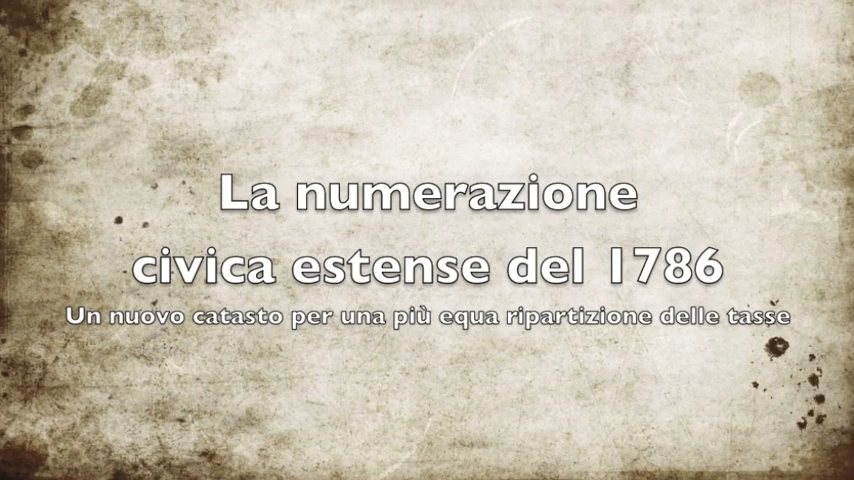 La numerazione
civica estense del 1786
Un nuovo catasto per una più equa ripartizione delle tasse